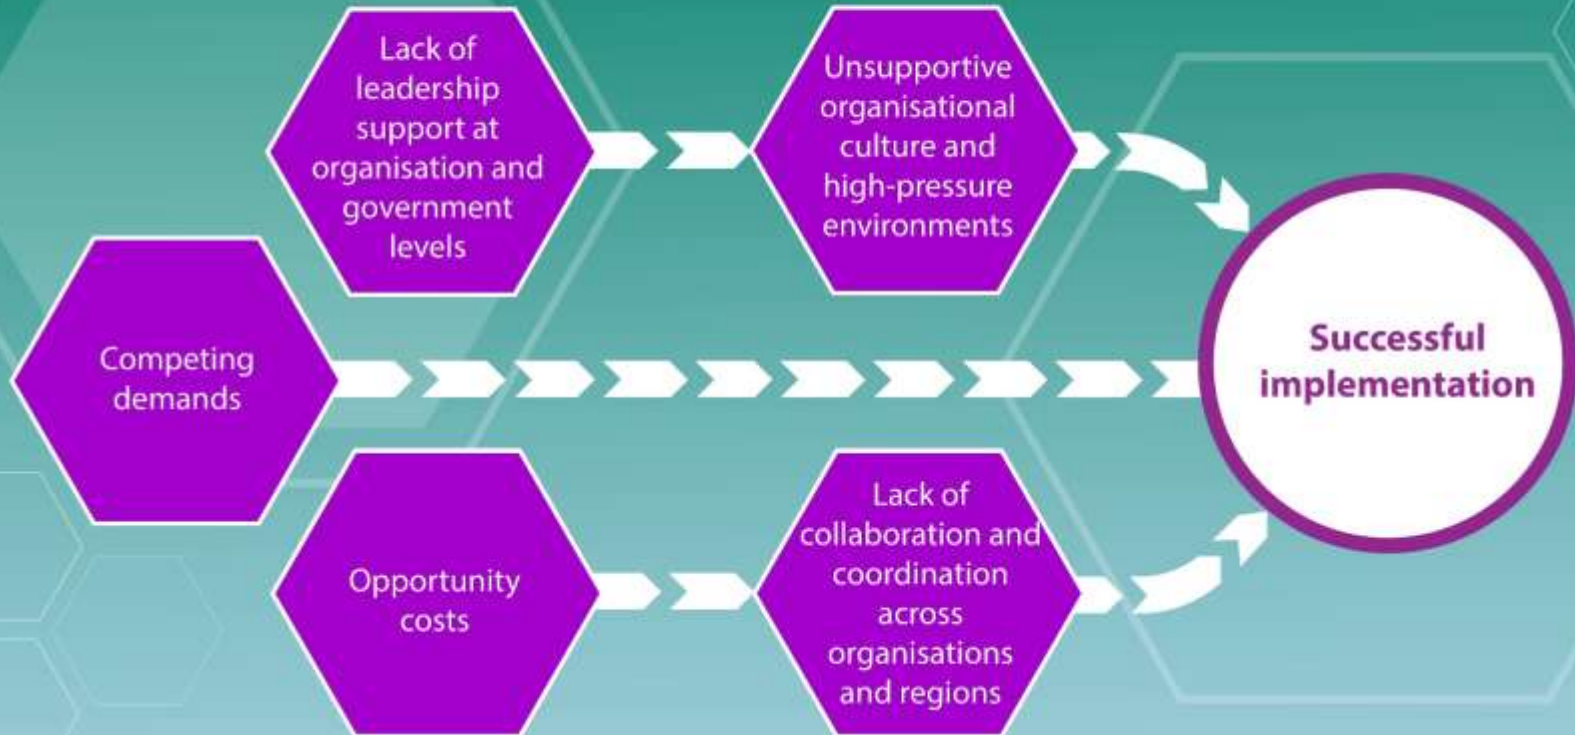 Lack of
leadership
support at
organisation and
government
levels
Unsupportive
organisational
culture and
high-pressure
environments
Competing
demands
Successful
implementation
Opportunity
costs
Lack of
collaboration and
coordination
across
organisations
and regions